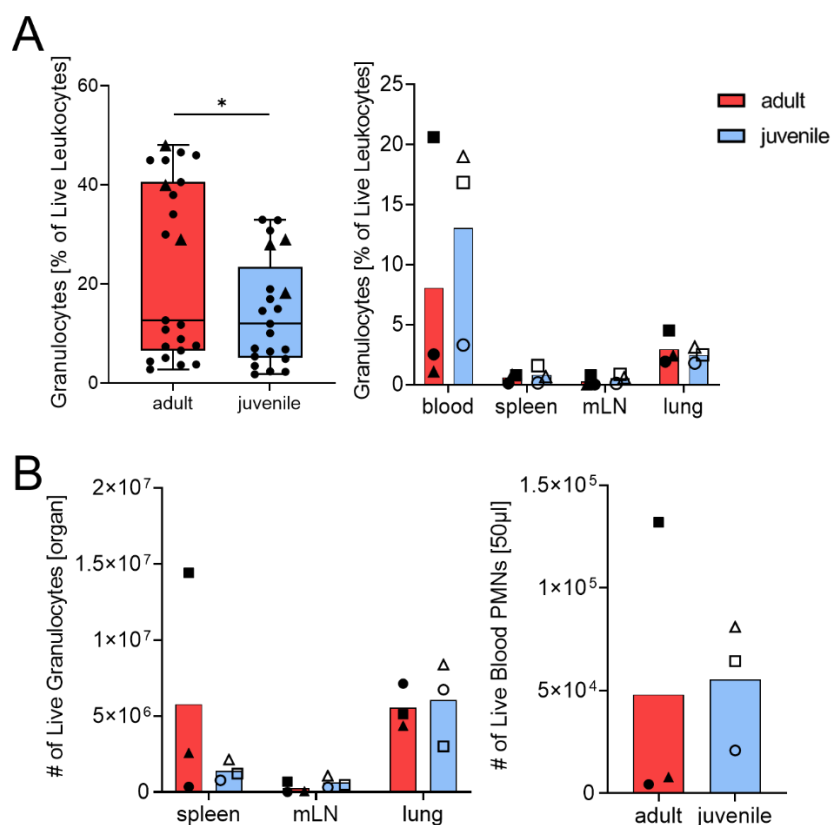 A
Granulocytes [% of Live Leukocytes]
60
40
20
0
*
adult
juvenile
Granulocytes [% of Live Leukocytes]
25
20
15
10
5
0
blood
spleen
mLN
lung
adult
juvenile
B
# of Live Granulocytes [organ]
2×10⁷
1.5×10⁷
1×10⁷
5×10⁶
0
spleen
mLN
lung
# of Live Blood PMNs [50µl]
1.5×10⁵
1×10⁵
5×10⁴
0
adult
juvenile